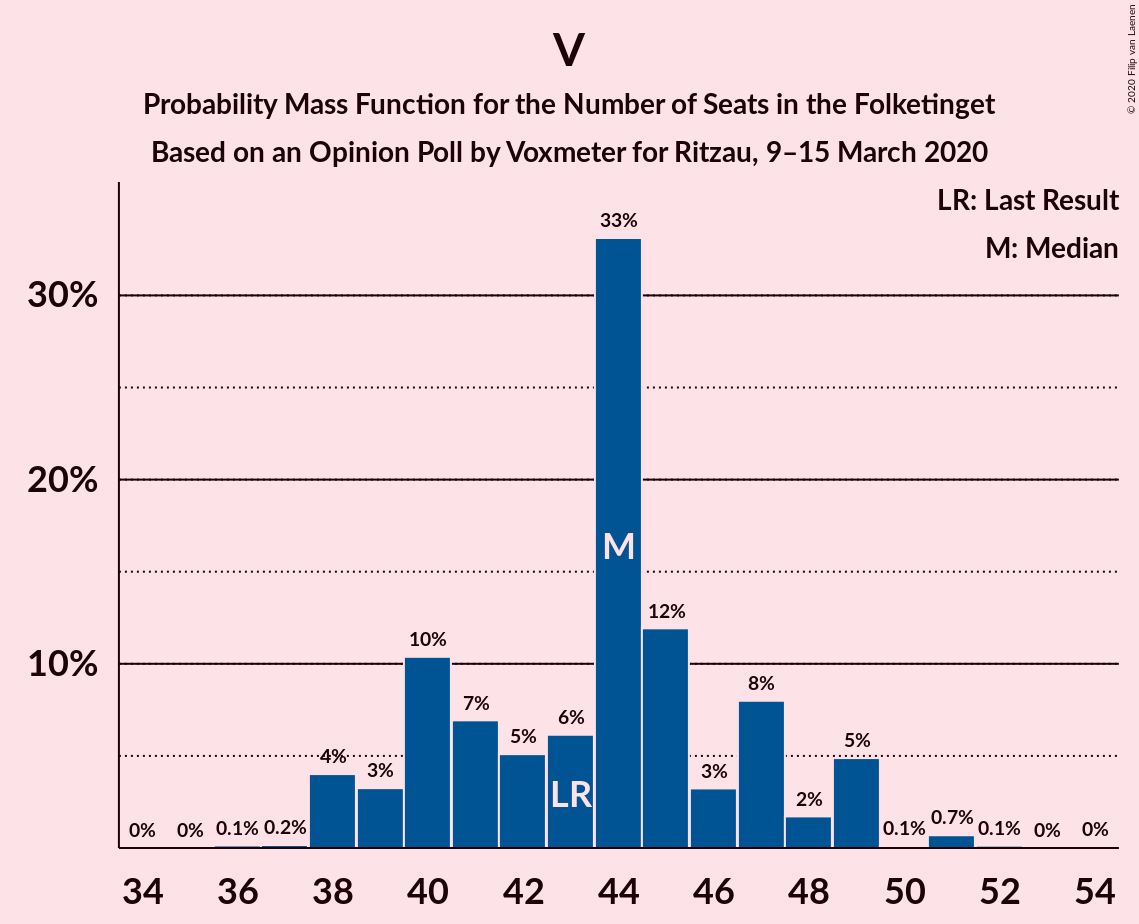 V
Probability Mass Function for the Number of Seats in the Folketinget
Based on an Opinion Poll by Voxmeter for Ritzau, 9–15 March 2020
© 2020 Filip van Laenen
LR: Last Result
M: Median
30%
20%
10%
0%
0%
0.1%
0.2%
4%
3%
10%
7%
5%
6%
33%
12%
3%
8%
2%
5%
0.1%
0.7%
0.1%
0%
0%
M
LR
34 36 38 40 42 44 46 48 50 52 54